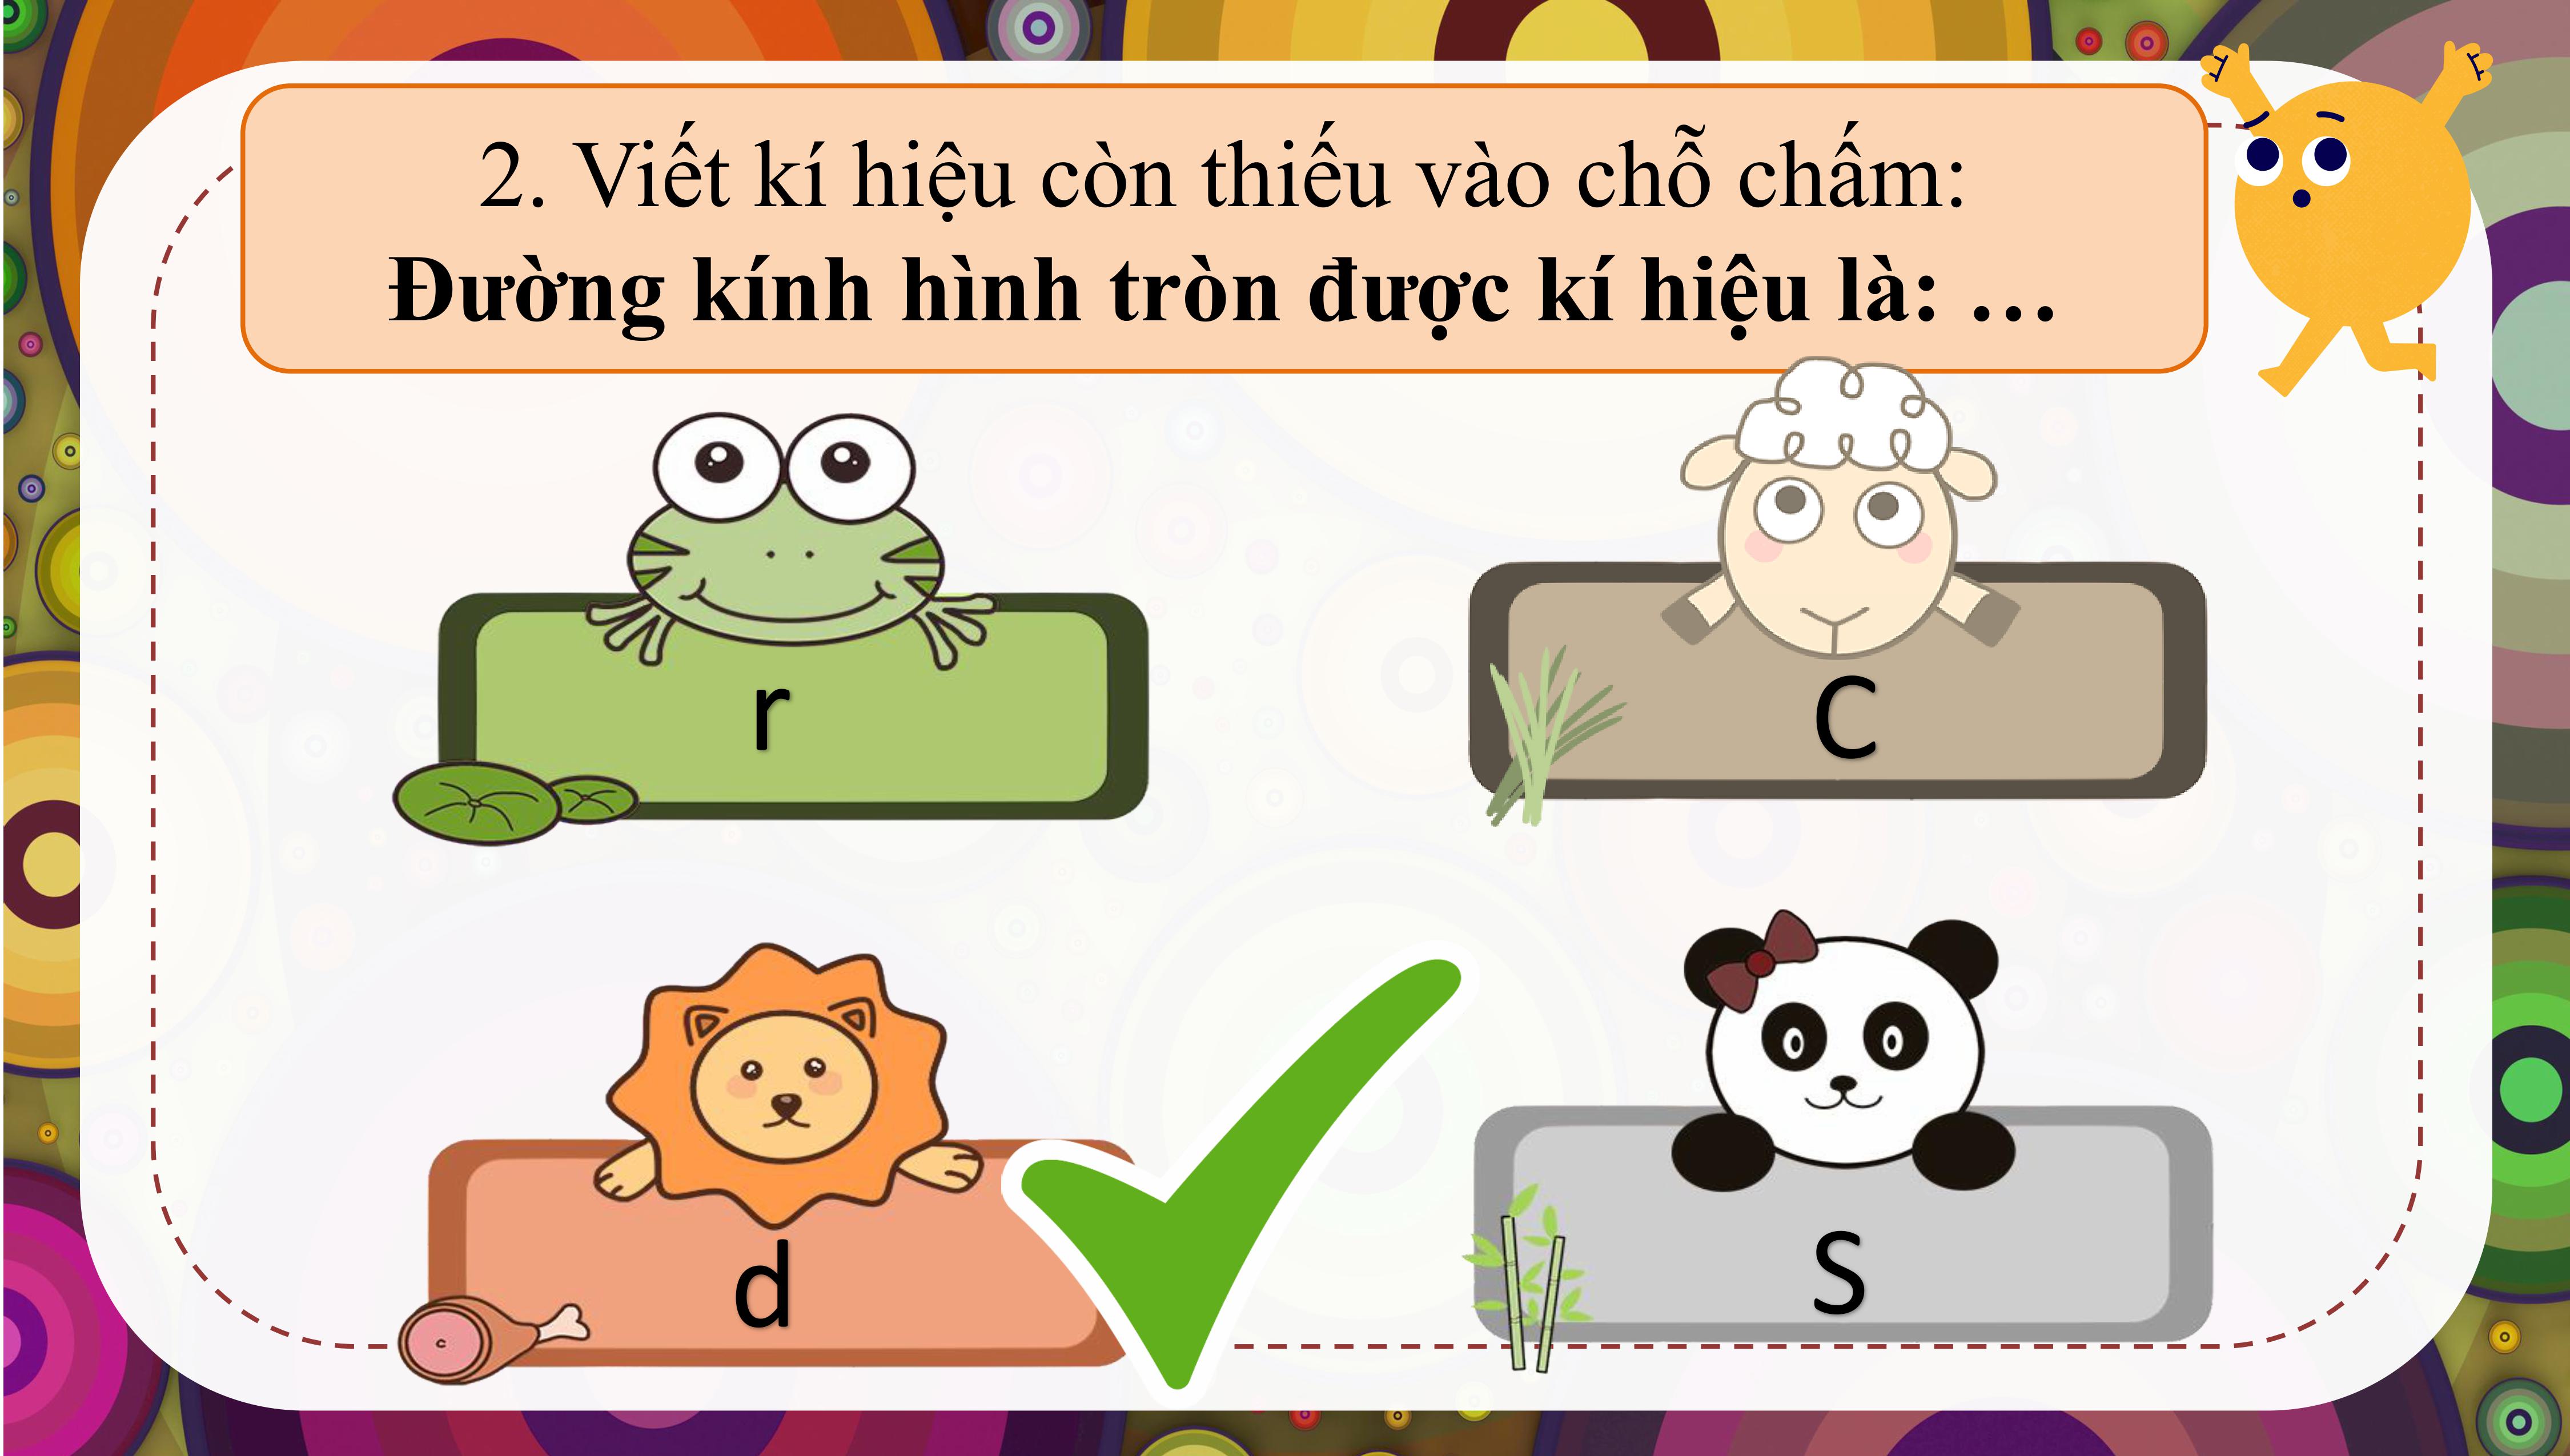 2. Viết kí hiệu còn thiếu vào chỗ chấm:
Đường kính hình tròn được kí hiệu là: ...
r
C
d
S